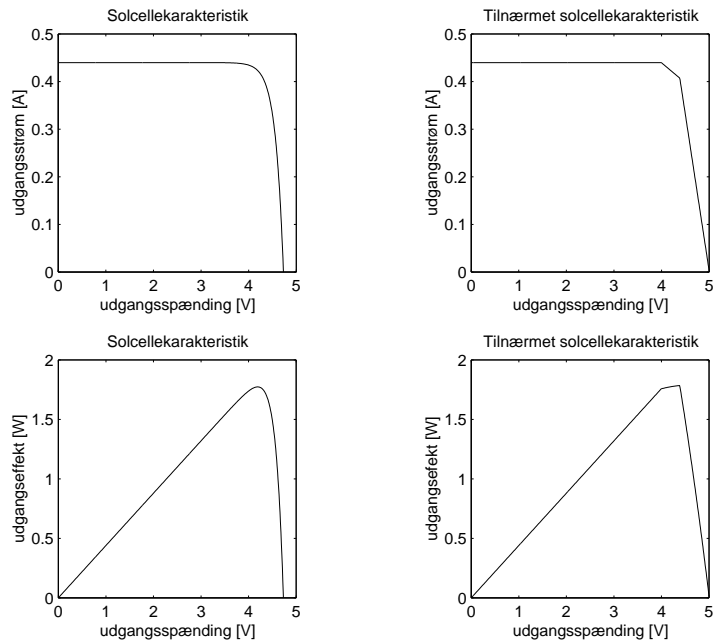 Solcellekarakteristik
0.5
0.4
0.3
0.2
0.1
0
udgangsstrøm [A]
0 1 2 3 4 5
udgangsspænding [V]
Tilnærmet solcellekarakteristik
0.5
0.4
0.3
0.2
0.1
0
udgangsstrøm [A]
0 1 2 3 4 5
udgangsspænding [V]
Solcellekarakteristik
2
1.5
1
0.5
0
udgangseffekt [W]
0 1 2 3 4 5
udgangsspænding [V]
Tilnærmet solcellekarakteristik
2
1.5
1
0.5
0
udgangsefekt [W]
0 1 2 3 4 5
udgangsspænding [V]